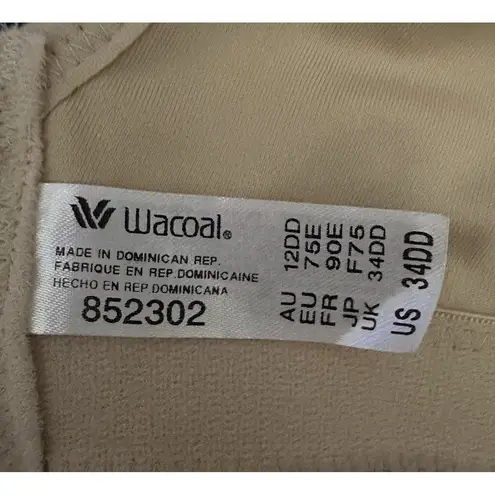 Wacoal®
MADE IN DOMINICAN REP.
FABRIQUE EN REP.DOMINICAINE
HECHO EN REP.DOMINICANA
852302
AU 12DD
EU 75E
FR 90E
JP F75
UK 34DD
US 34DD